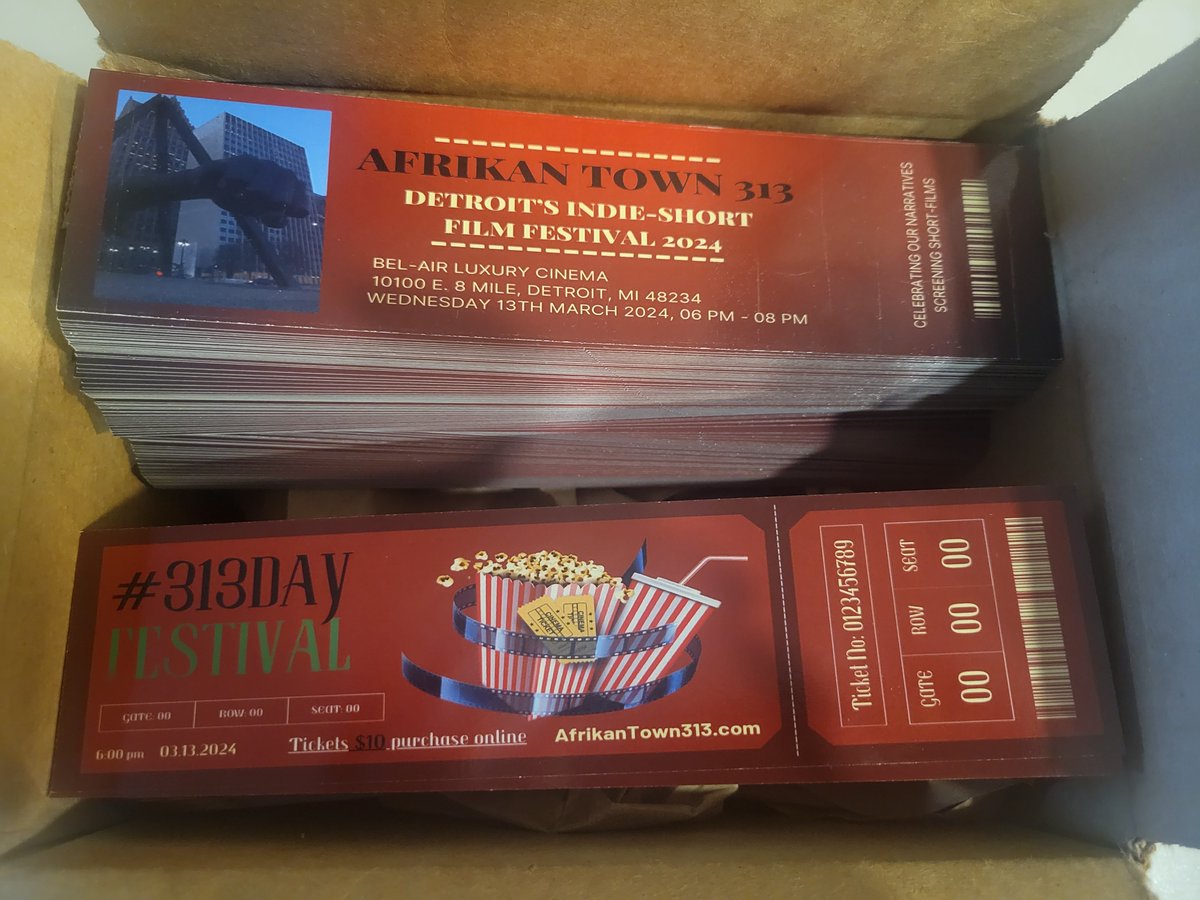 AFRIKAN TOWN 313
DETROIT'S INDIE-SHORT
FILM FESTIVAL 2024
BEL-AIR LUXURY CINEMA
10100 E. 8 MILE, DETROIT, MI 48234
WEDNESDAY 13TH MARCH 2024, 06 PM - 08 PM
CELEBRATING OUR NARRATIVES
SCREENING SHORT-FILMS
#313DAY
FESTIVAL
GATE: 00 ROW: 00 SEAT: 00
6:00 pm 03.13.2024
Tickets $10 purchase online
AfrikanTown313.com
CINEMA
TICKET
Ticket No: 0123456789
GATE ROW SEAT
00 00 00